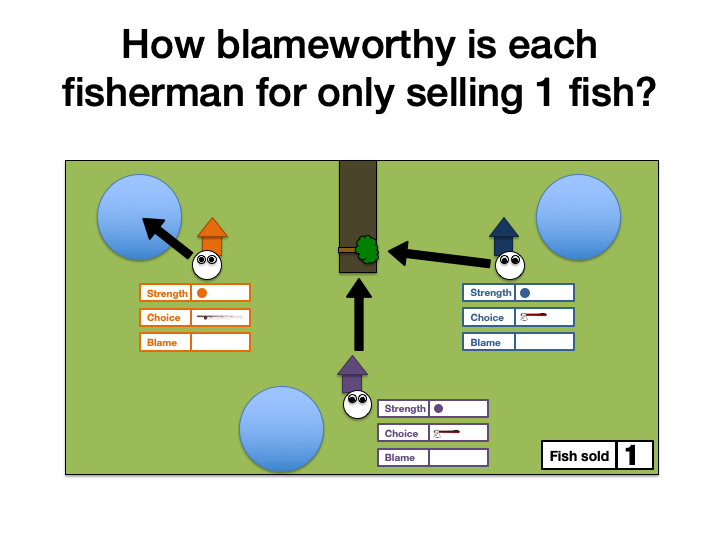 How blameworthy is each
fisherman for only selling 1 fish?
Strength
Choice
Blame
Strength
Choice
Blame
Strength
Choice
Blame
Fish sold 1